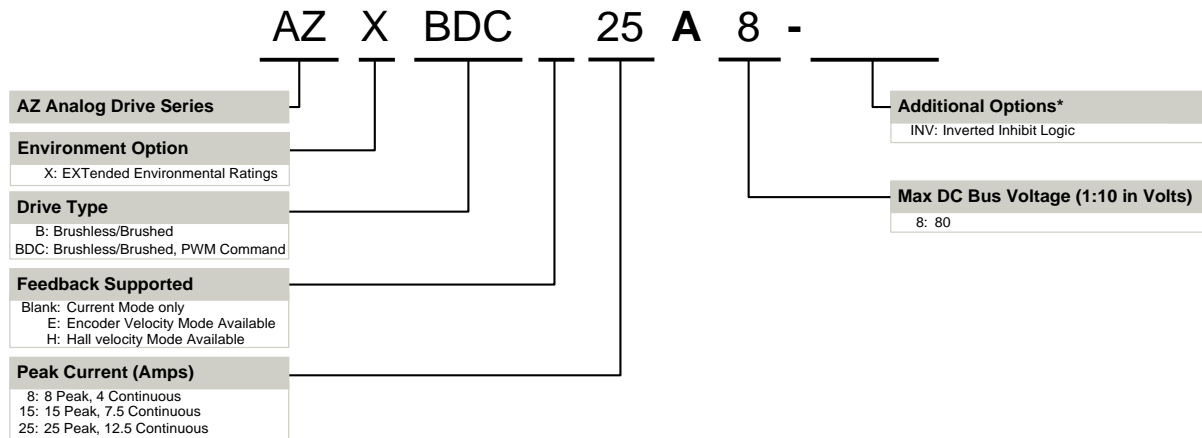 AZ X BDC 25 A 8 -
AZ Analog Drive Series
Environment Option
X: EXTended Environmental Ratings
Drive Type
B: Brushless/Brushed
BDC: Brushless/Brushed, PWM Command
Feedback Supported
Blank: Current Mode only
E: Encoder Velocity Mode Available
H: Hall velocity Mode Available
Peak Current (Amps)
8: 8 Peak, 4 Continuous
15: 15 Peak, 7.5 Continuous
25: 25 Peak, 12.5 Continuous
Additional Options*
INV: Inverted Inhibit Logic
Max DC Bus Voltage (1:10 in Volts)
8: 80